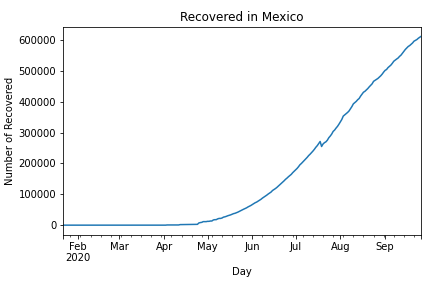 Recovered in Mexico
Number of Recovered
600000
500000
400000
300000
200000
100000
0
Feb Mar Apr May Jun Jul Aug Sep
2020
Day